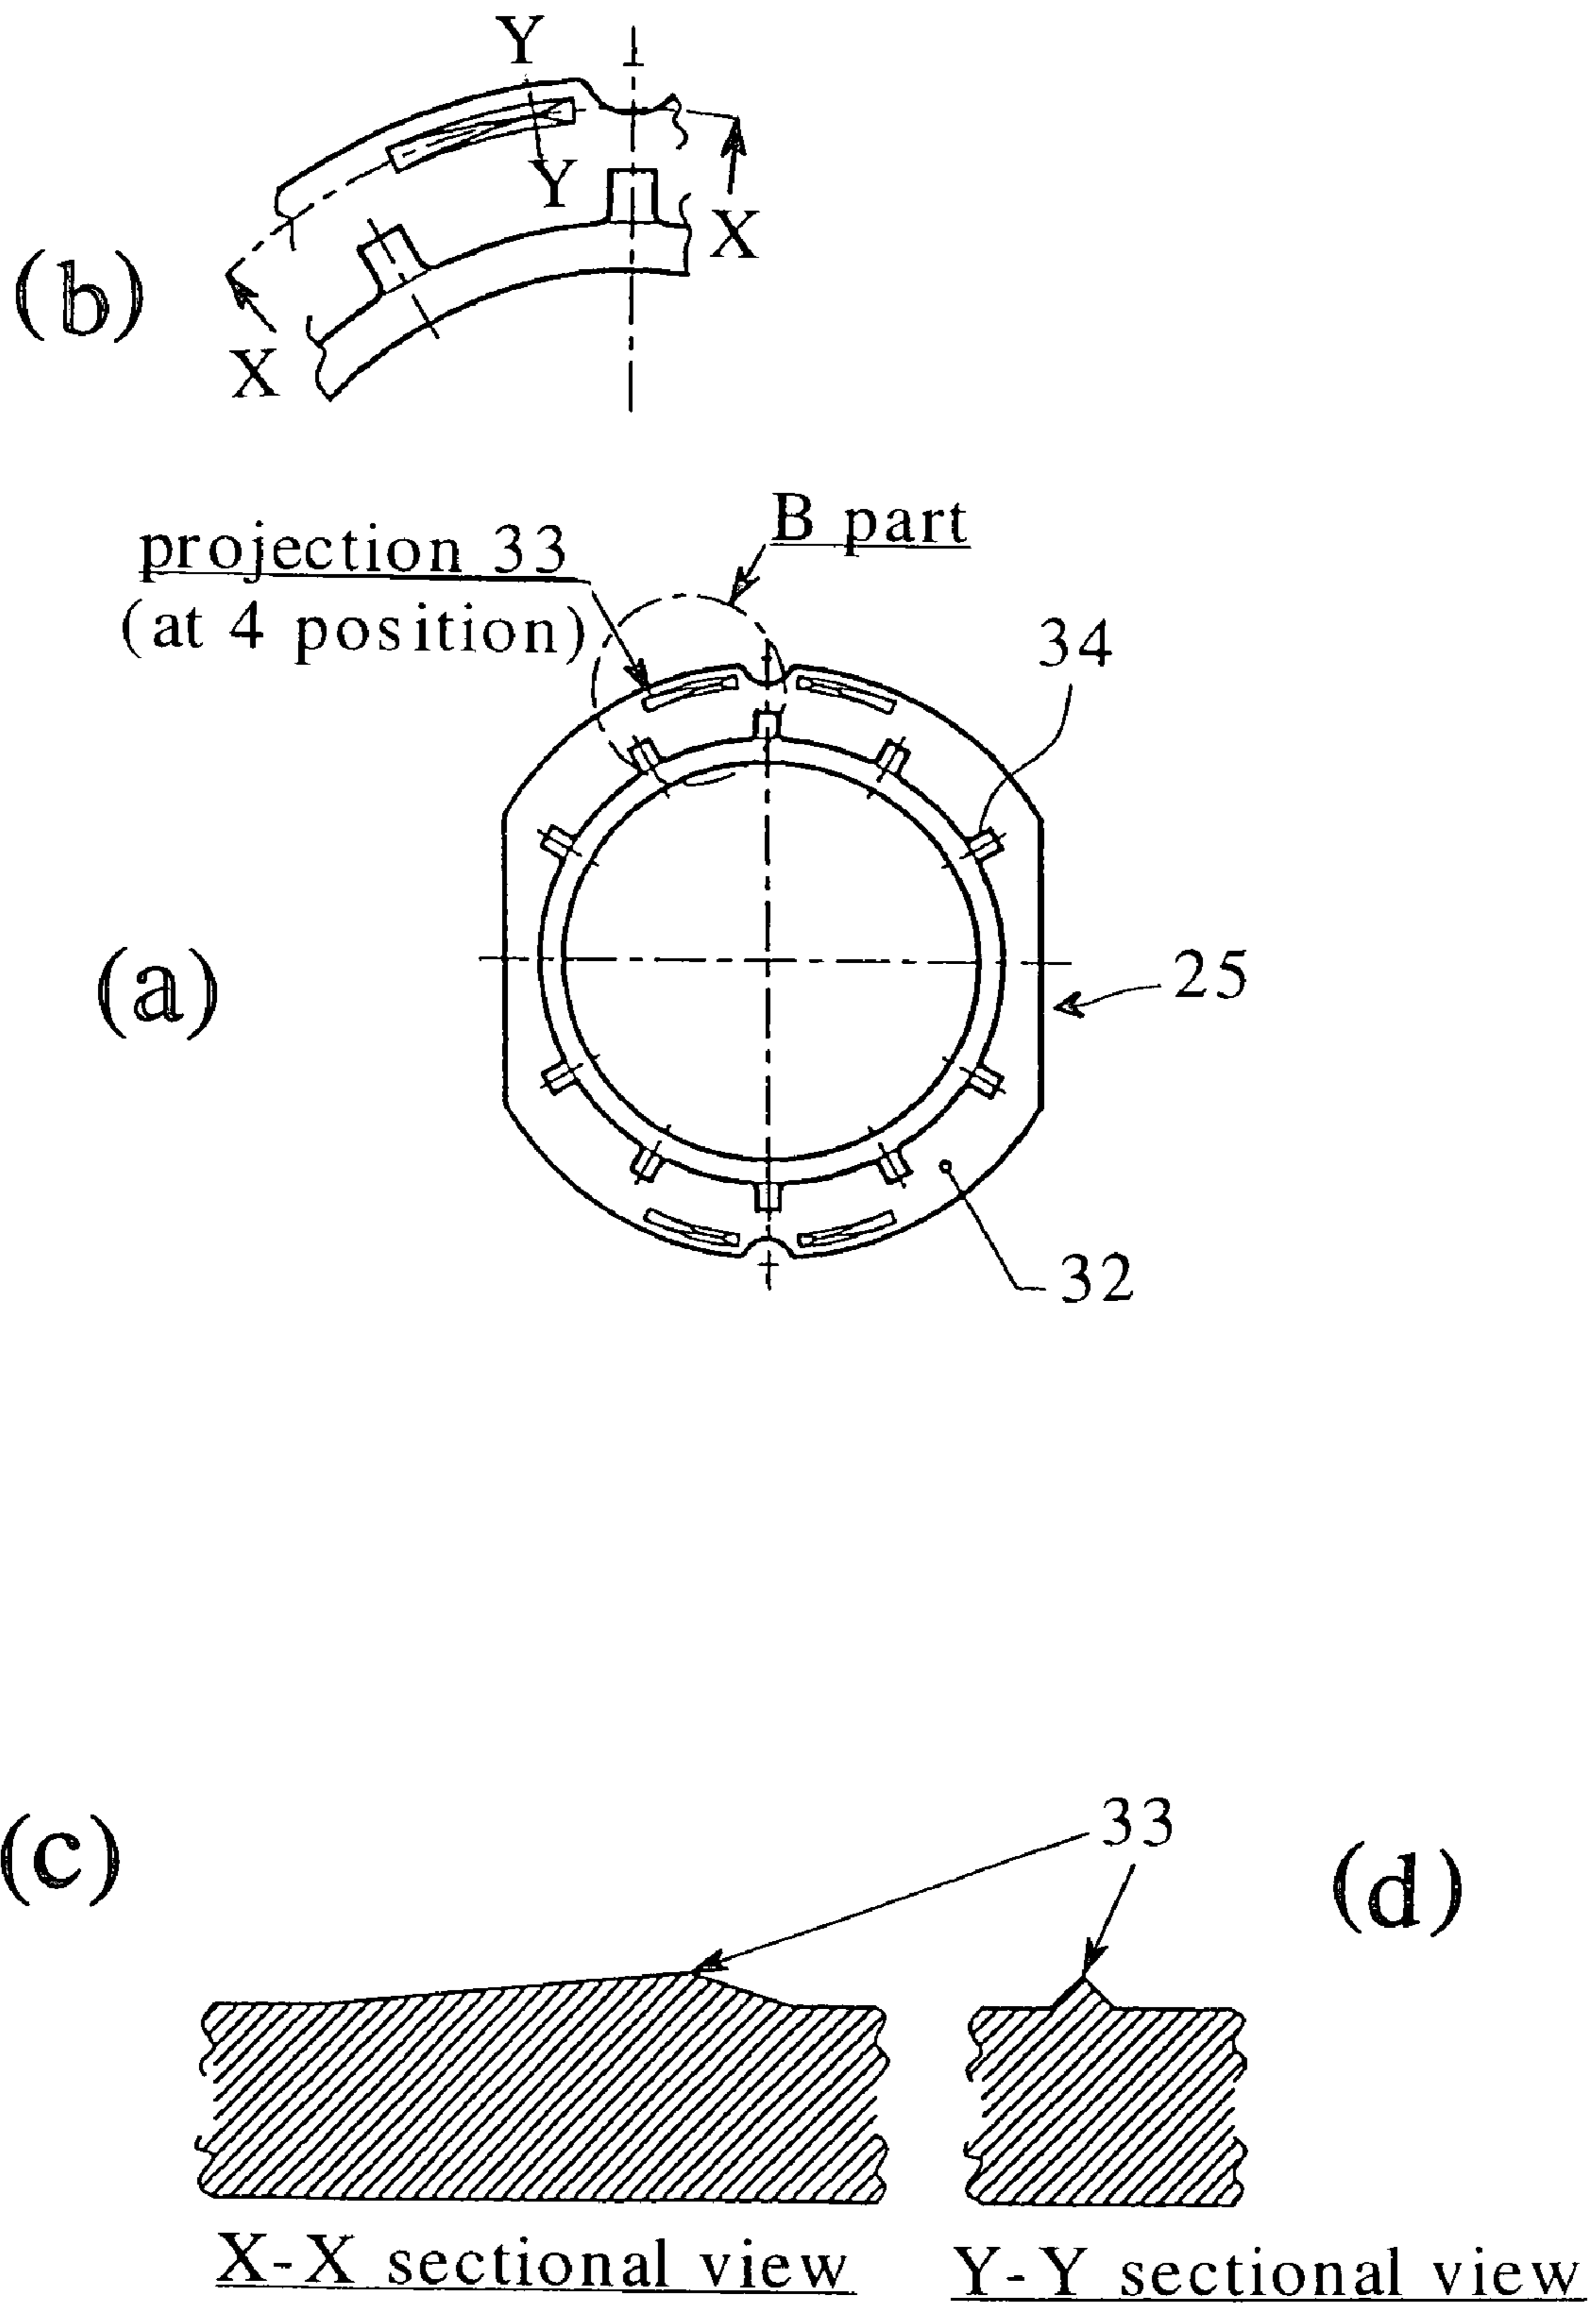 Y
Y
X
(b)
X
B part
projection 33
(at 4 position)
34
(a)
25
32
33
(c)
(d)
X-X sectional view
Y-Y sectional view